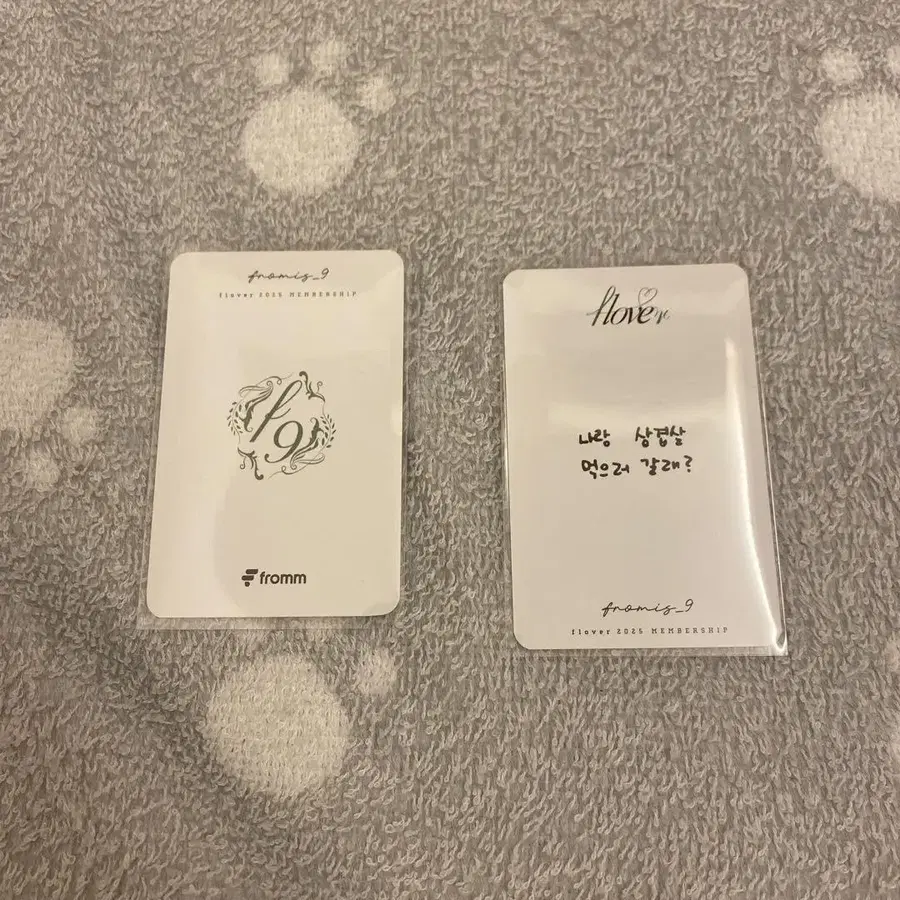 fromis_9
flover 2025 MEMBERSHIP
f9
fromm
flover
나랑 상겹살
먹으러 갈래?
fromis_9
flover 2025 MEMBERSHIP